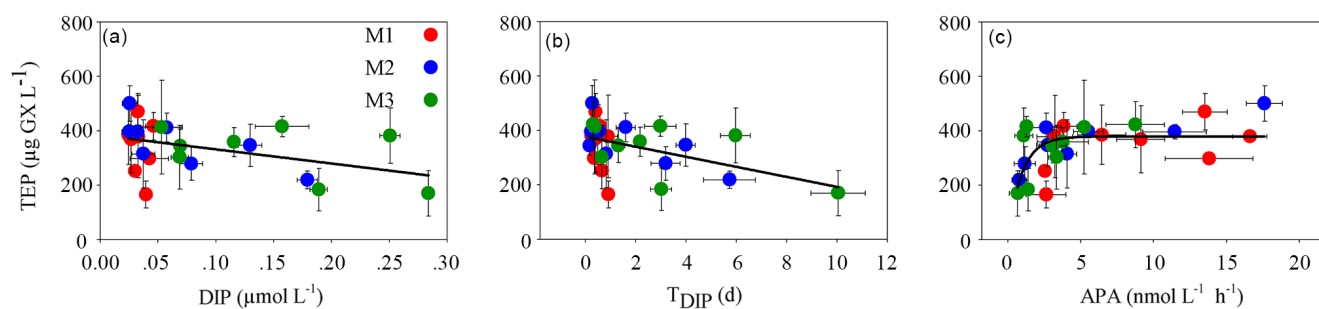 (a)
M1
M2
M3
TEP (µg GX L⁻¹)
800
600
400
200
0
0.00 .05 .10 .15 .20 .25 .30
DIP (µmol L⁻¹)
(b)
800
600
400
200
0
0 2 4 6 8 10 12
T_DIP (d)
(c)
800
600
400
200
0
0 5 10 15 20
APA (nmol L⁻¹ h⁻¹)